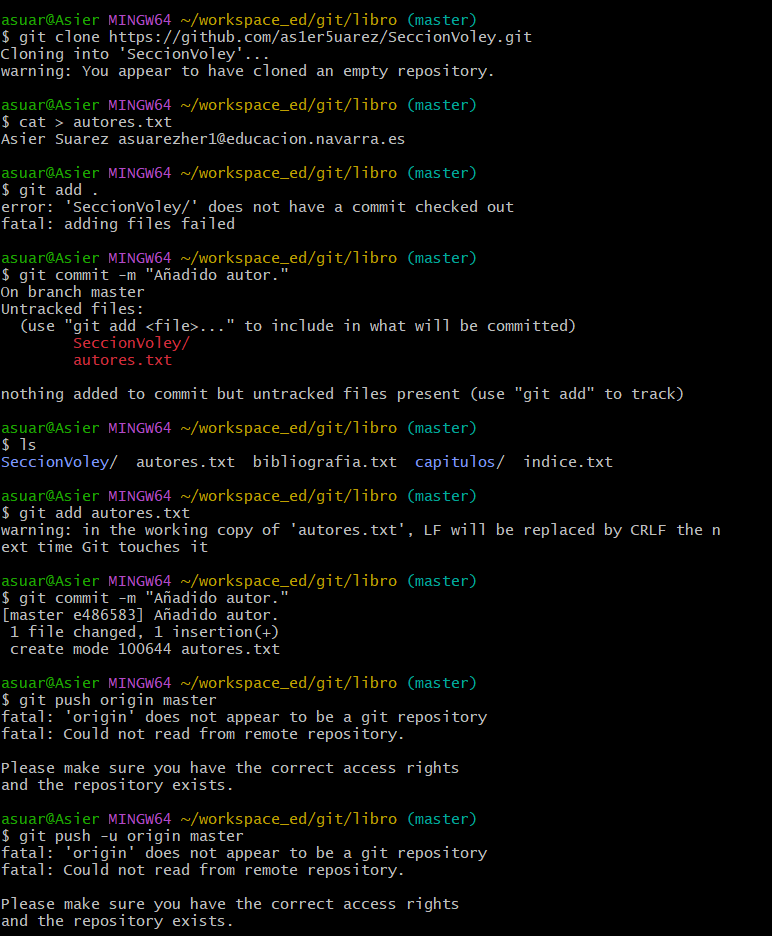 asuar@Asier MINGW64 ~/workspace_ed/git/libro (master)
$ git clone https://github.com/as1er5uarez/SeccionVoley.git
Cloning into 'SeccionVoley'...
warning: You appear to have cloned an empty repository.

asuar@Asier MINGW64 ~/workspace_ed/git/libro (master)
$ cat > autores.txt
Asier Suarez asuarezher1@educacion.navarra.es

asuar@Asier MINGW64 ~/workspace_ed/git/libro (master)
$ git add .
error: 'SeccionVoley/' does not have a commit checked out
fatal: adding files failed

asuar@Asier MINGW64 ~/workspace_ed/git/libro (master)
$ git commit -m "Añadido autor."
On branch master
Untracked files:
  (use "git add <file>..." to include in what will be committed)
        SeccionVoley/
        autores.txt

nothing added to commit but untracked files present (use "git add" to track)

asuar@Asier MINGW64 ~/workspace_ed/git/libro (master)
$ ls
SeccionVoley/  autores.txt  bibliografia.txt  capitulos/  indice.txt

asuar@Asier MINGW64 ~/workspace_ed/git/libro (master)
$ git add autores.txt
warning: in the working copy of 'autores.txt', LF will be replaced by CRLF the n
ext time Git touches it

asuar@Asier MINGW64 ~/workspace_ed/git/libro (master)
$ git commit -m "Añadido autor."
[master e486583] Añadido autor.
 1 file changed, 1 insertion(+)
 create mode 100644 autores.txt

asuar@Asier MINGW64 ~/workspace_ed/git/libro (master)
$ git push origin master
fatal: 'origin' does not appear to be a git repository
fatal: Could not read from remote repository.

Please make sure you have the correct access rights
and the repository exists.

asuar@Asier MINGW64 ~/workspace_ed/git/libro (master)
$ git push -u origin master
fatal: 'origin' does not appear to be a git repository
fatal: Could not read from remote repository.

Please make sure you have the correct access rights
and the repository exists.